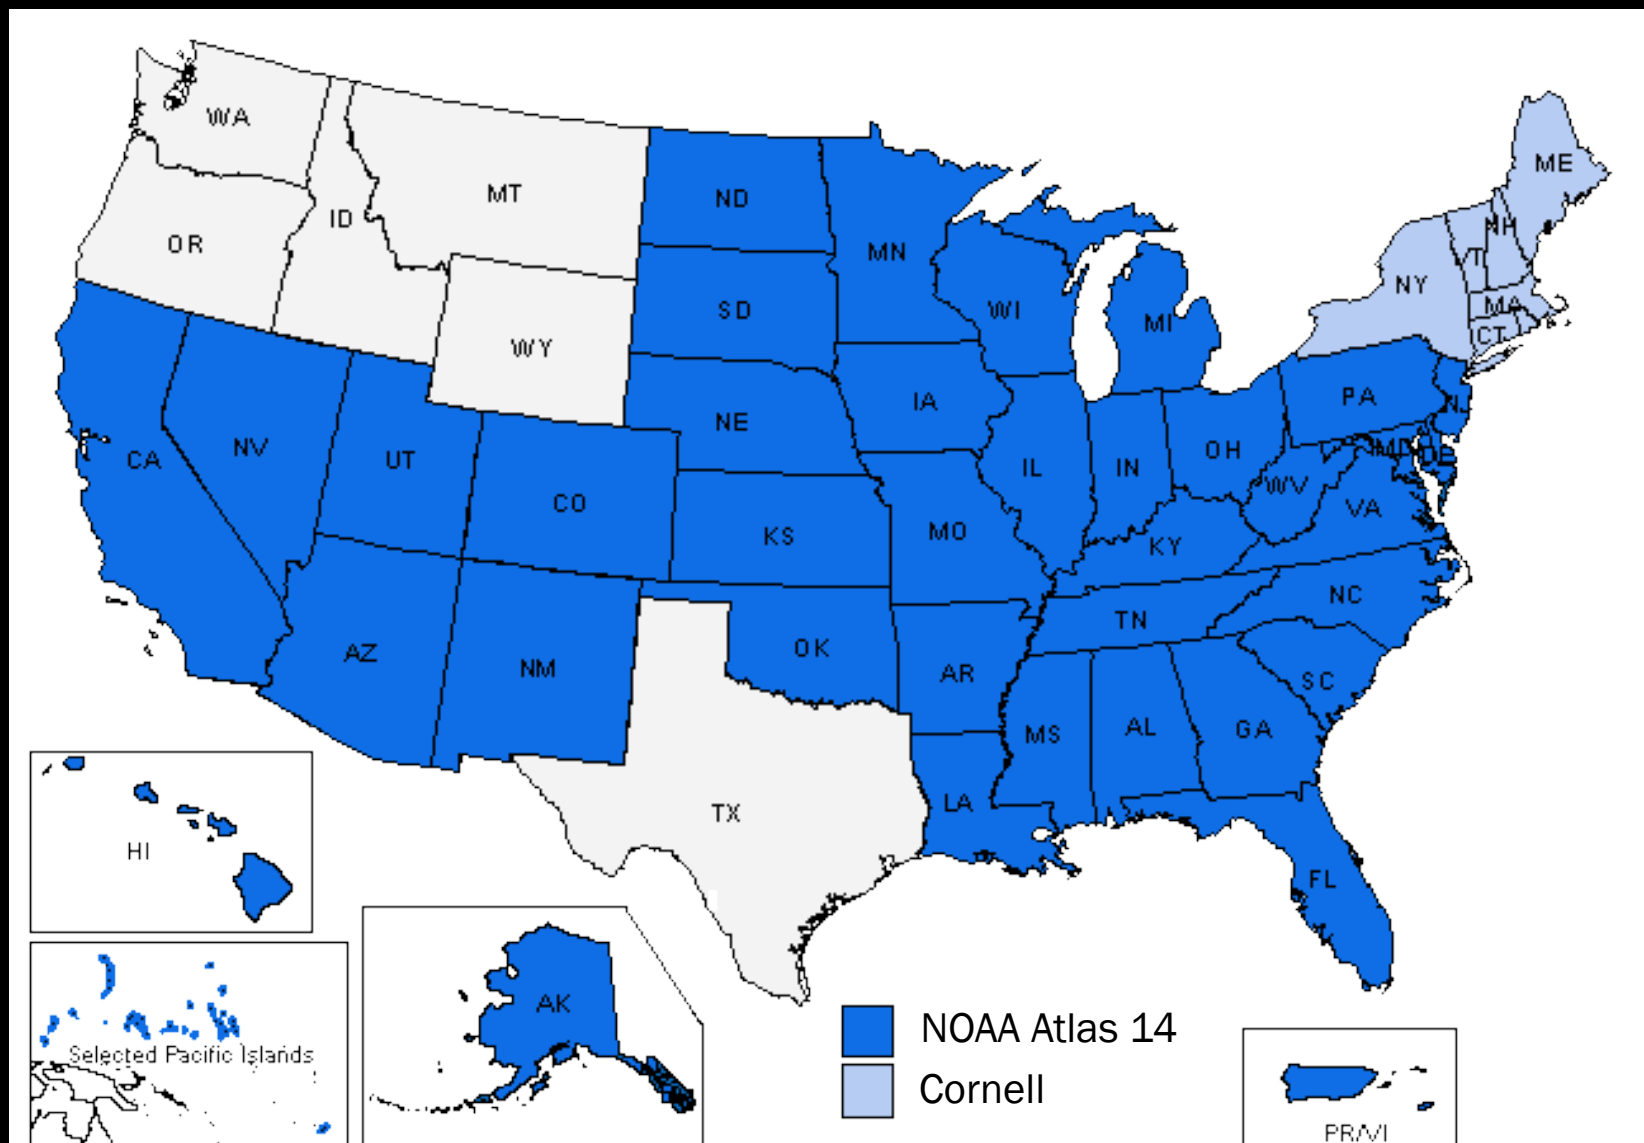 WA
MT
ND
ME
ID
OR
MN
NH
VT
NY
SD
WI
MI
MA
CT
WY
IA
PA
NE
NJ
CA
NV
UT
IL
IN
OH
MD
DE
WV
CO
VA
KS
MO
KY
NC
TN
AZ
NM
OK
AR
SC
MS
AL
GA
TX
LA
HI
FL
AK
NOAA Atlas 14
Selected Pacific Islands
Cornell
PR/VI